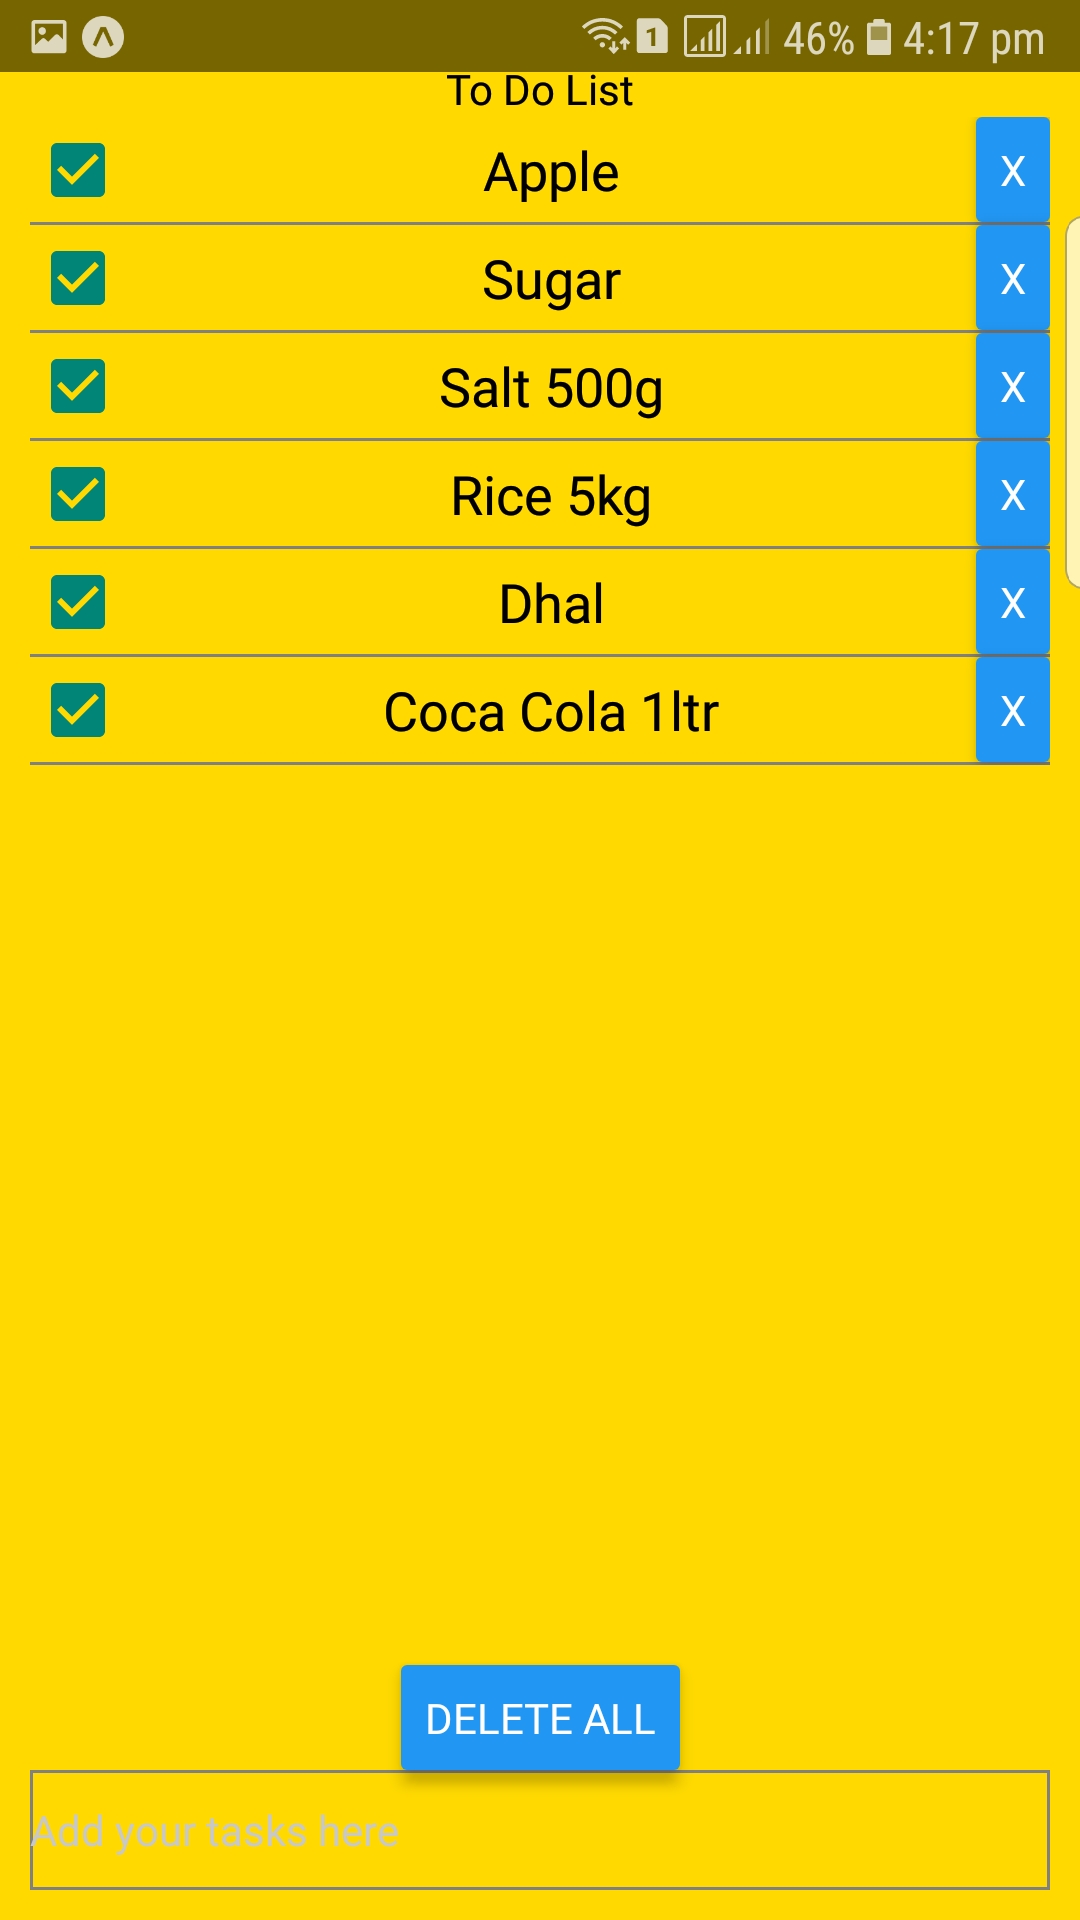 1 46% 4:17 pm
To Do List
Apple X
Sugar X
Salt 500g X
Rice 5kg X
Dhal X
Coca Cola 1ltr X
DELETE ALL
Add your tasks here